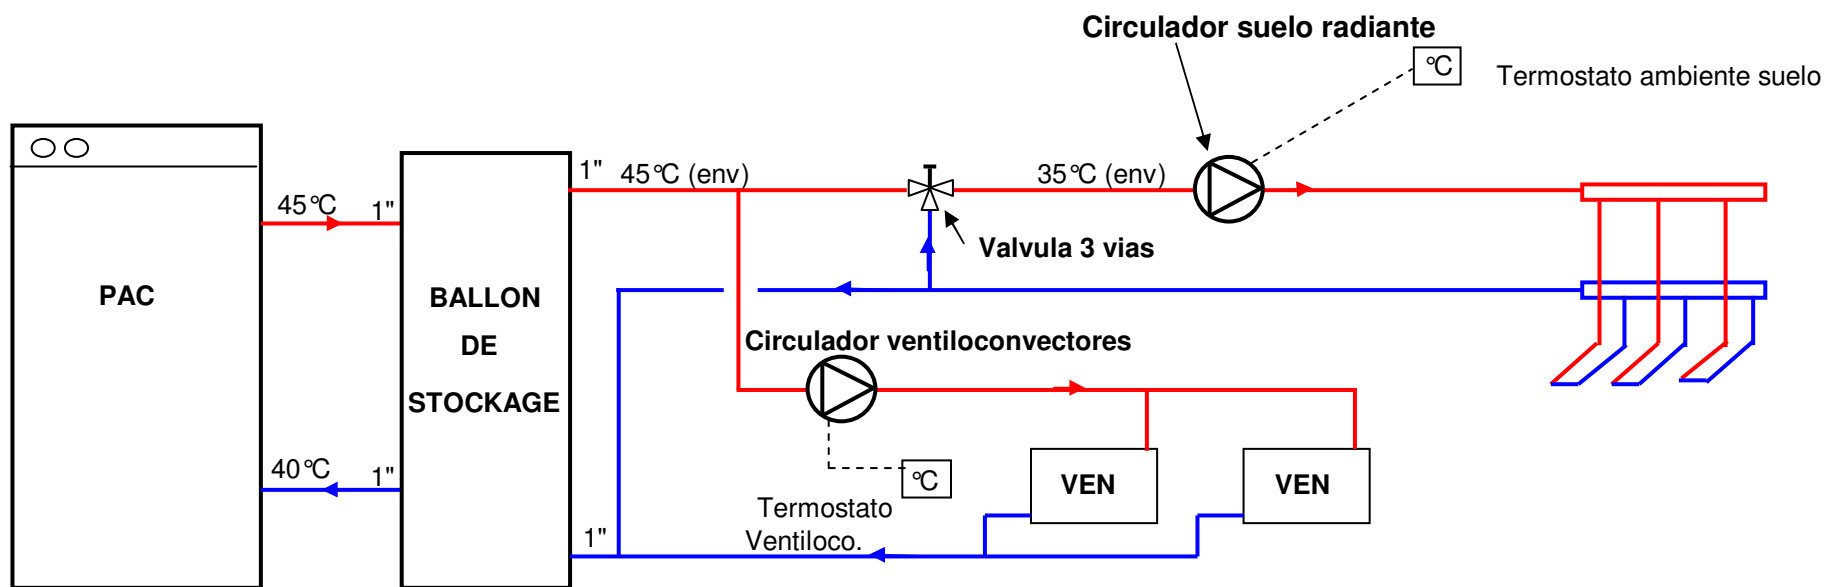 Circulador suelo radiante
°C
Termostato ambiente suelo
1"
45°C (env)
35°C (env)
45°C
1"
Valvula 3 vias
PAC
BALLON
DE
STOCKAGE
Circulador ventiloconvectores
40°C
1"
°C
VEN
VEN
Termostato
Ventiloco.
1"